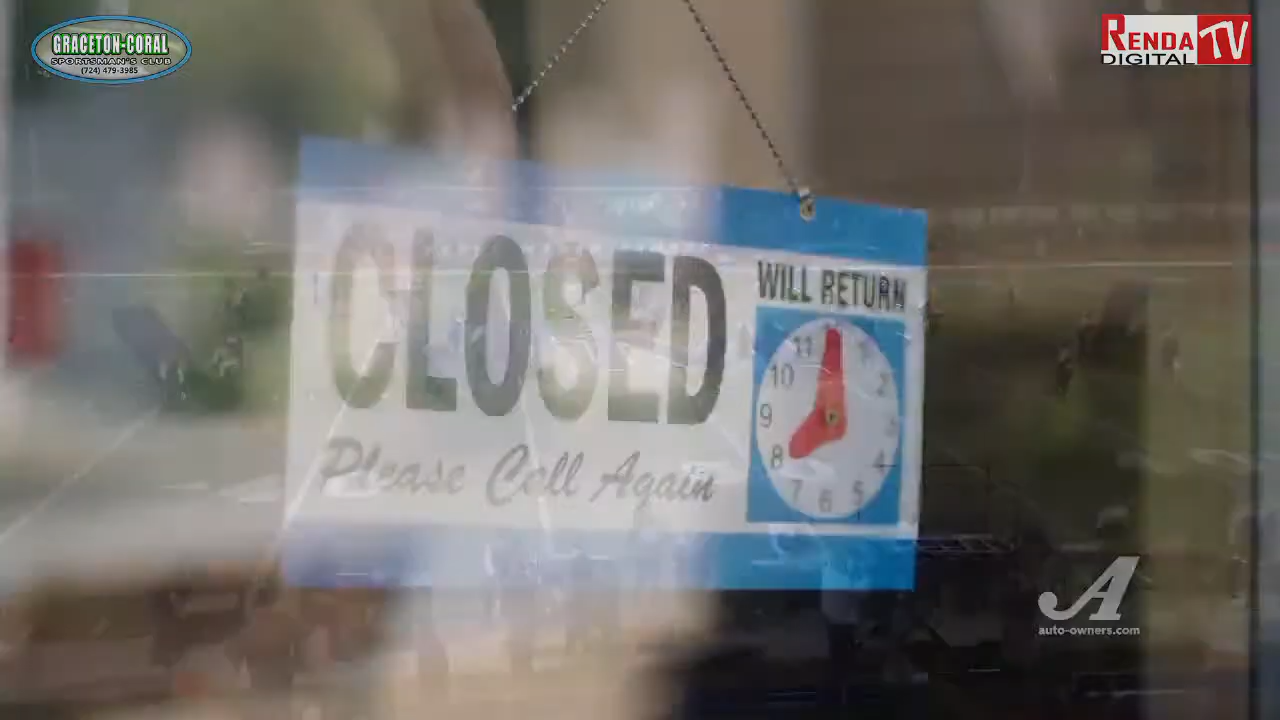 GRACETON-CORAL
SPORTSMAN'S CLUB
(724) 479-3985
RENDA TV
DIGITAL
CLOSED
Please Call Again
WILL RETURN
11
1
10
2
9
3
8
4
7
6
5
A
auto-owners.com